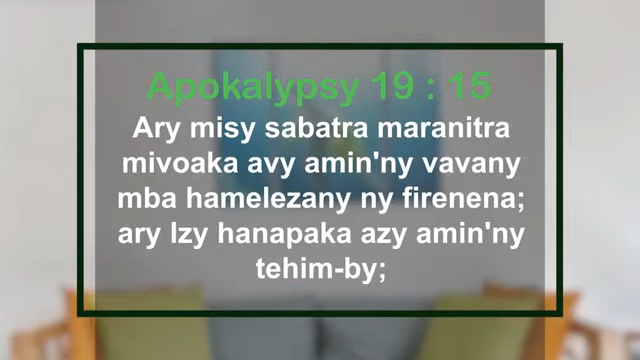 Apokalypsy 19 : 15
Ary misy sabatra maranitra
mivoaka avy amin'ny vavany
mba hamelezany ny firenena;
ary Izy hanapaka azy amin'ny
tehim-by;